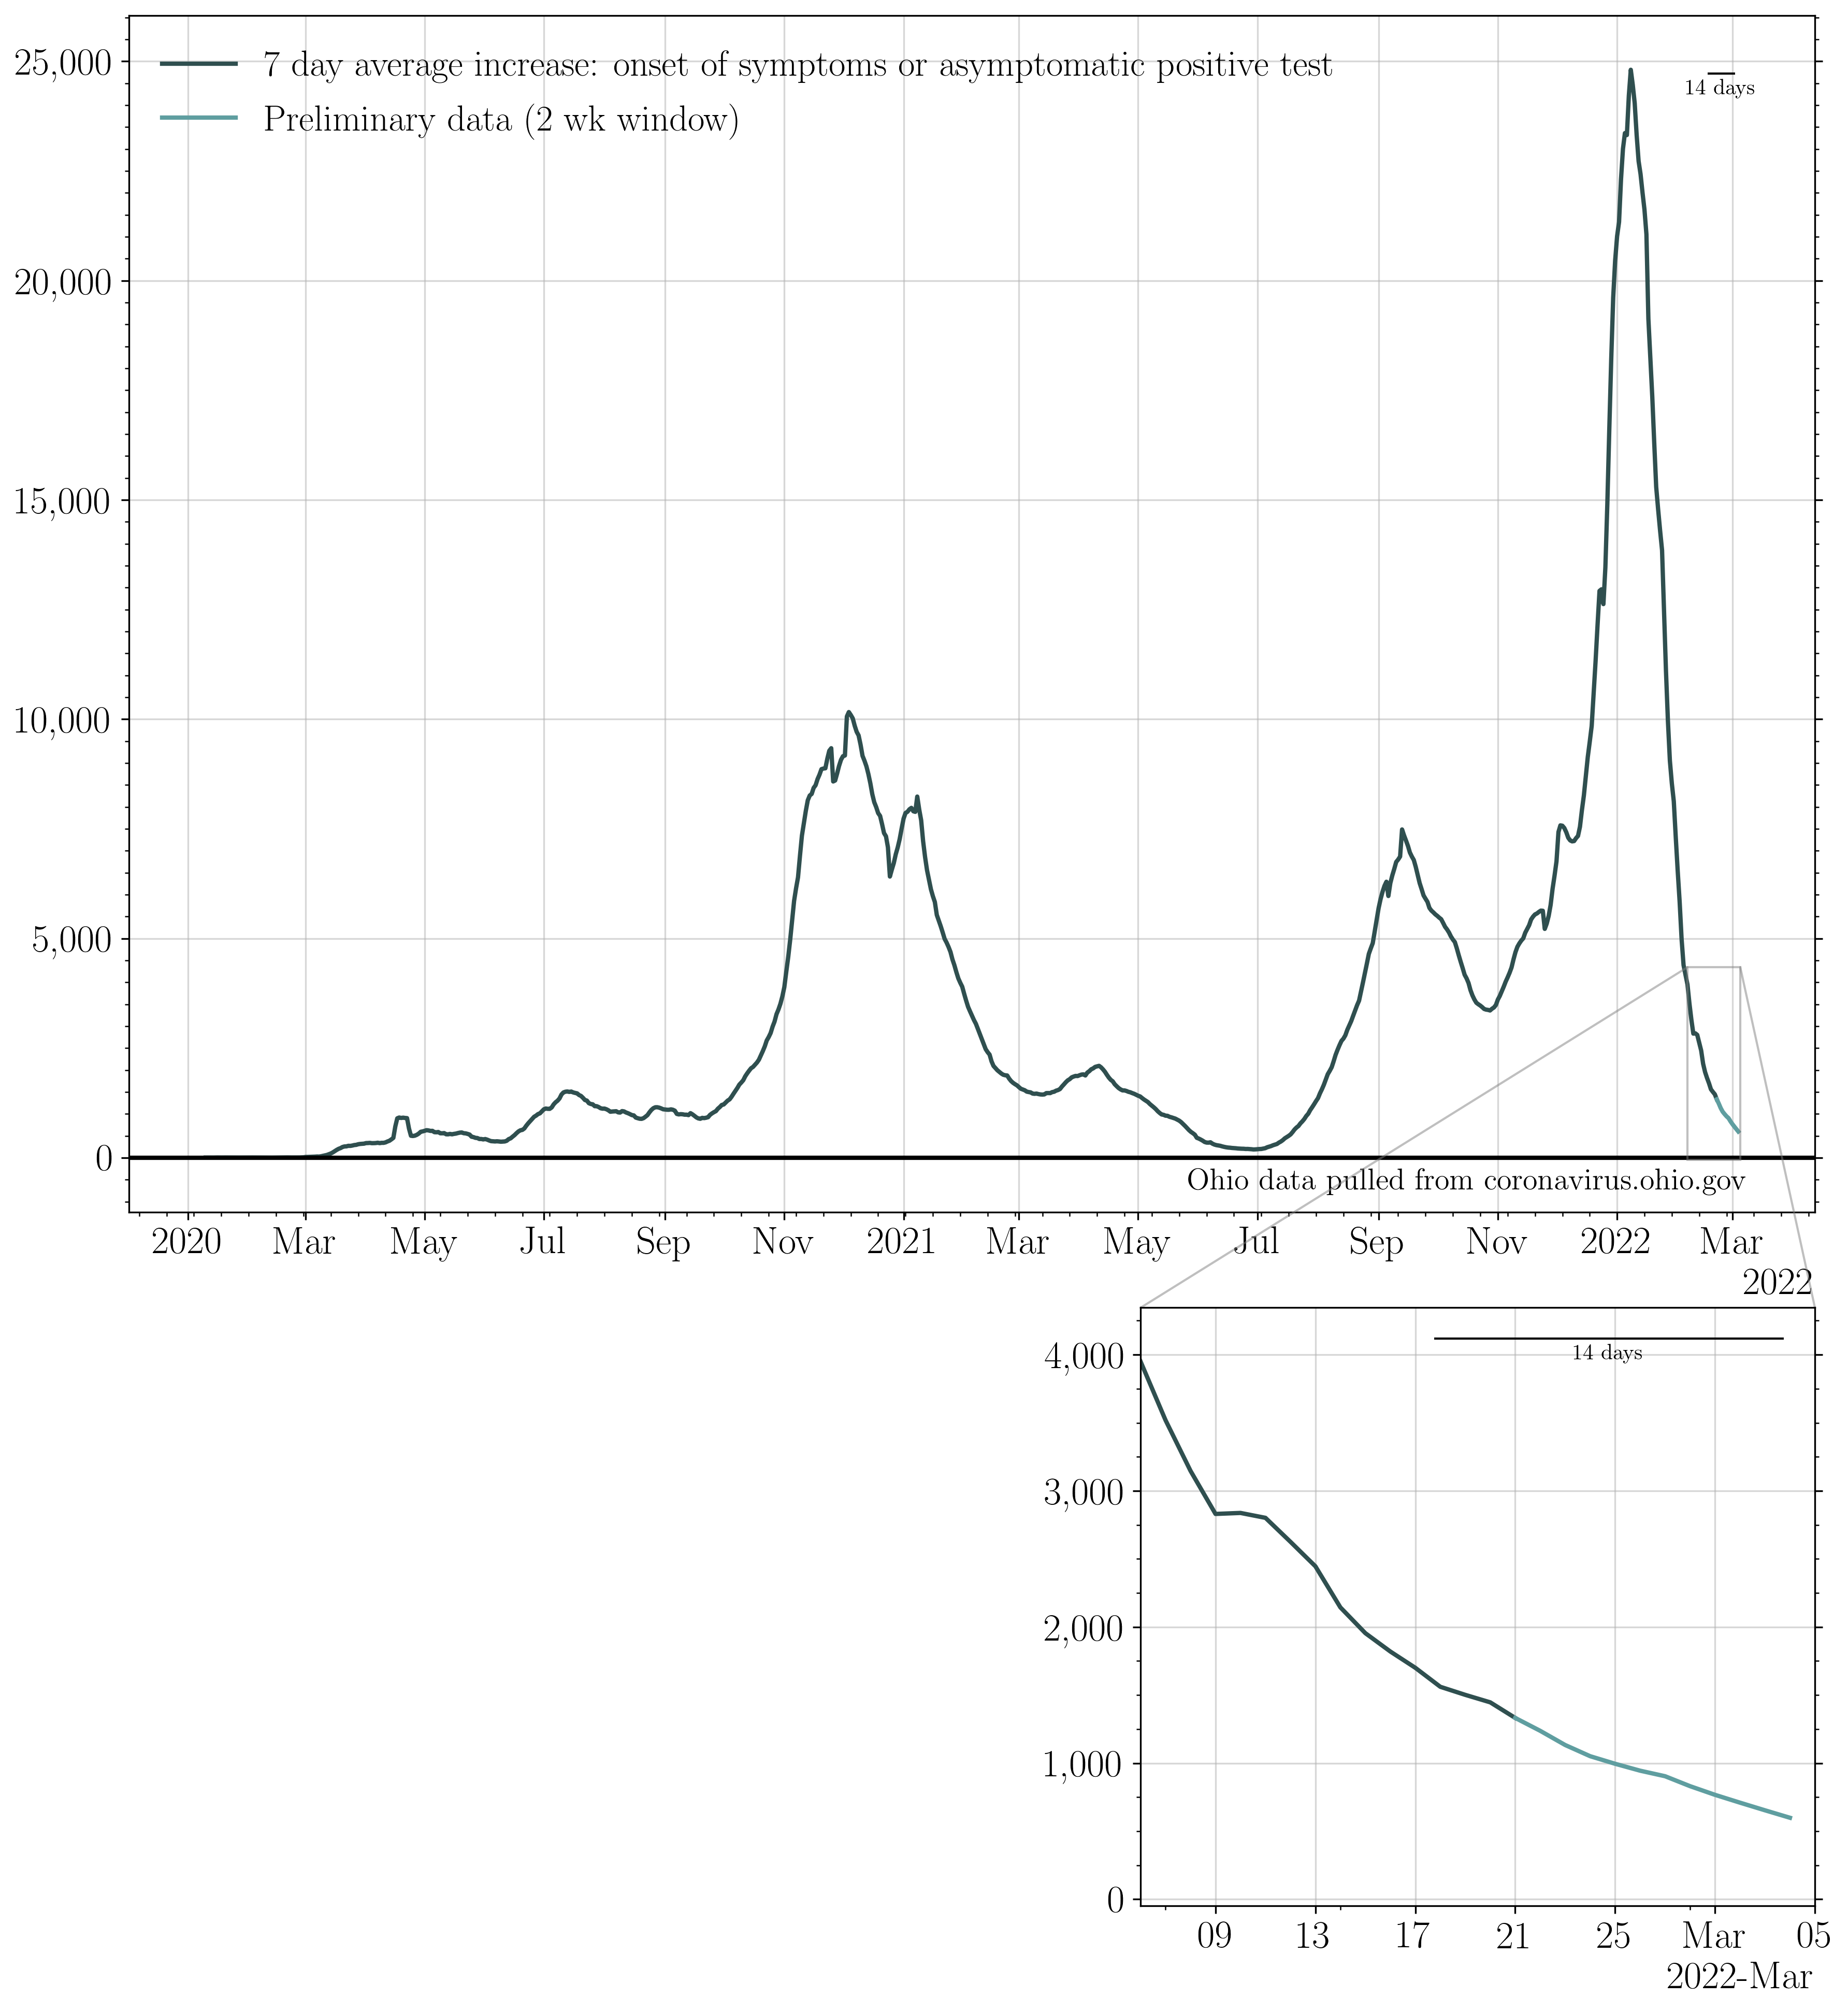 25,000
20,000
15,000
10,000
5,000
0
7 day average increase: onset of symptoms or asymptomatic positive test
Preliminary data (2 wk window)
14 days
Ohio data pulled from coronavirus.ohio.gov
2020 Mar May Jul Sep Nov 2021 Mar May Jul Sep Nov 2022 Mar
2022
14 days
4,000
3,000
2,000
1,000
0
09 13 17 21 25 Mar 05
2022-Mar